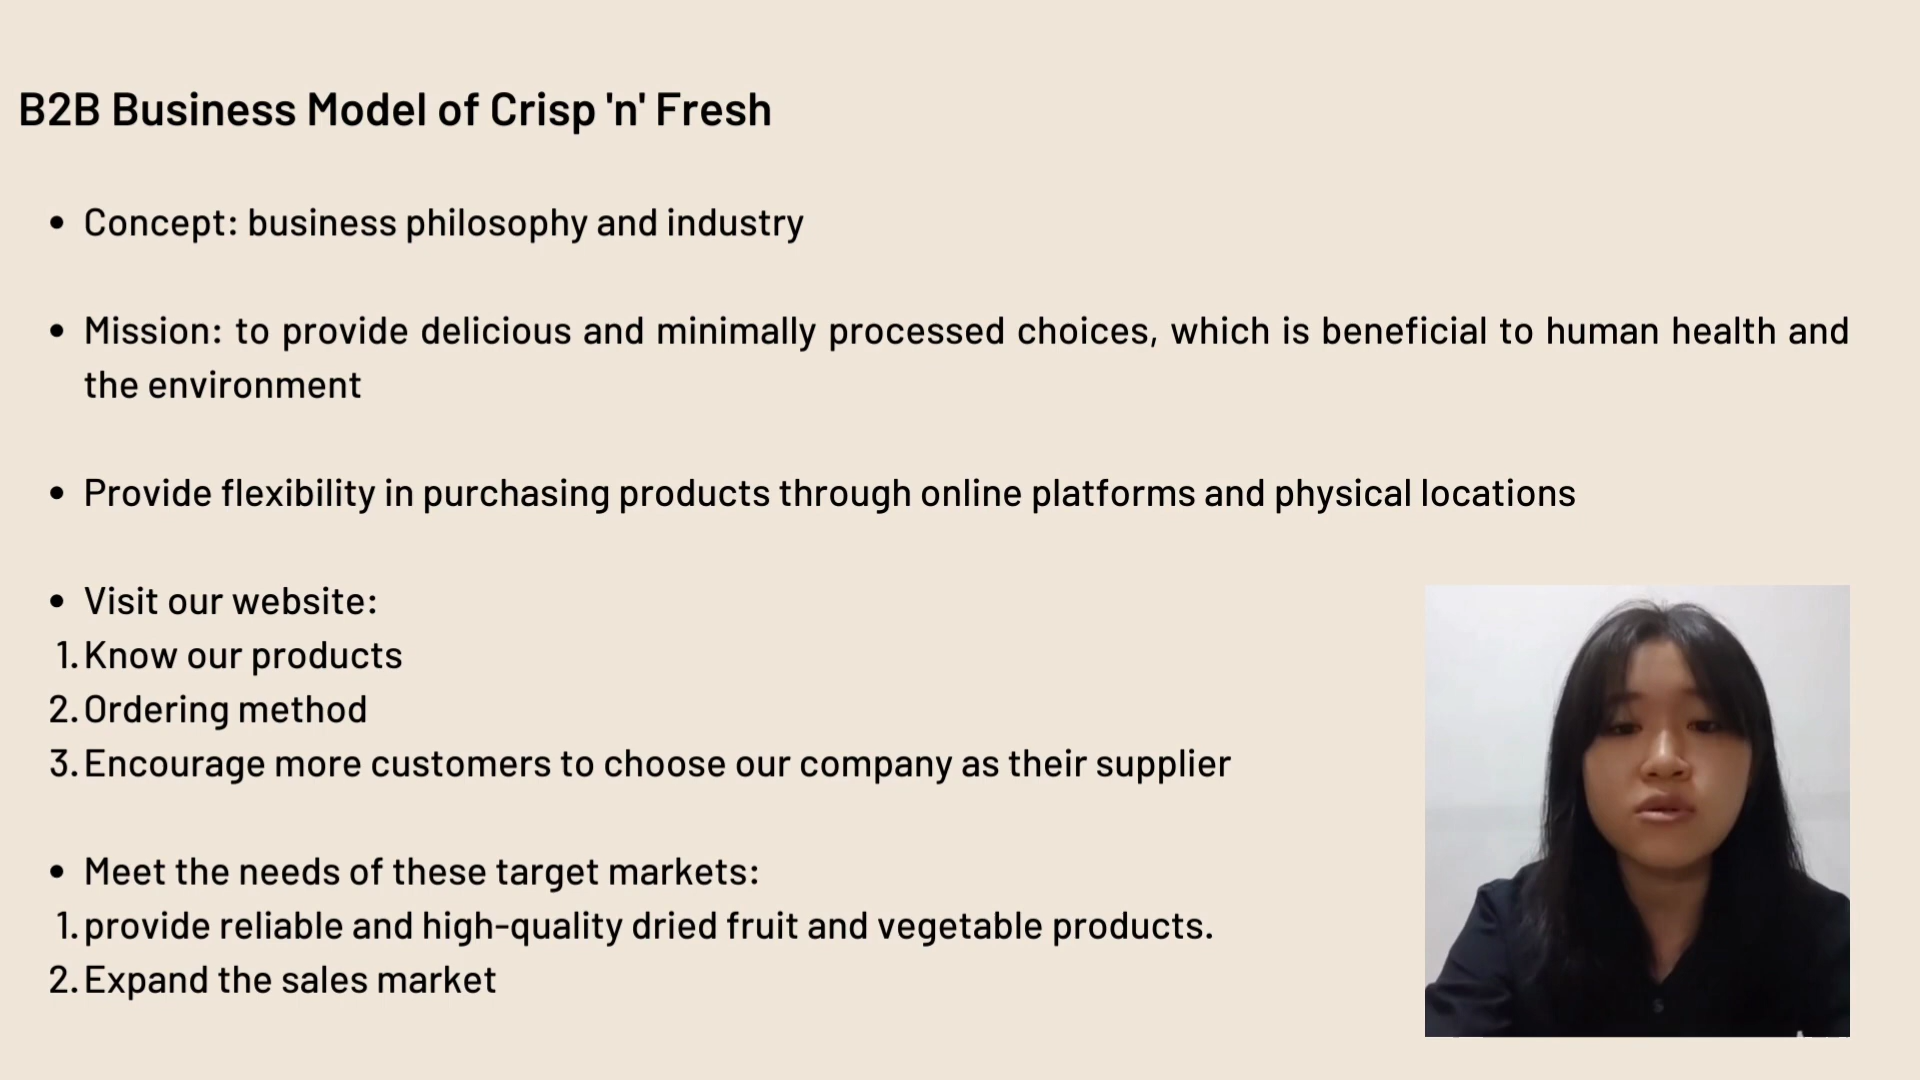 B2B Business Model of Crisp 'n' Fresh
• Concept: business philosophy and industry
• Mission: to provide delicious and minimally processed choices, which is beneficial to human health and
the environment
• Provide flexibility in purchasing products through online platforms and physical locations
• Visit our website:
1. Know our products
2. Ordering method
3. Encourage more customers to choose our company as their supplier
• Meet the needs of these target markets:
1. provide reliable and high-quality dried fruit and vegetable products.
2. Expand the sales market